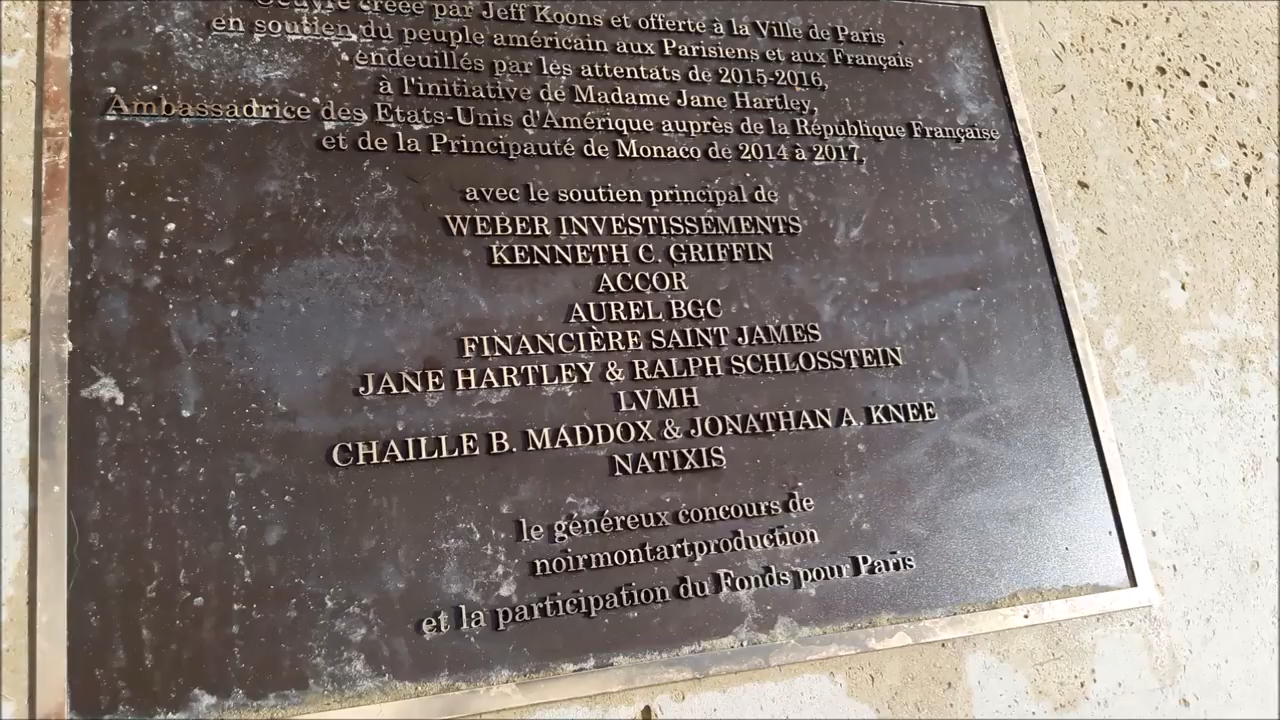 Oeuvre créée par Jeff Koons et offerte à la Ville de Paris
en soutien du peuple américain aux Parisiens et aux Français
endeuillés par les attentats de 2015-2016,
à l'initiative de Madame Jane Hartley,
Ambassadrice des Etats-Unis d'Amérique auprès de la République Française
et de la Principauté de Monaco de 2014 à 2017,
avec le soutien principal de
WEBER INVESTISSEMENTS
KENNETH C. GRIFFIN
ACCOR
AUREL BGC
FINANCIÈRE SAINT JAMES
JANE HARTLEY & RALPH SCHLOSSTEIN
LVMH
CHAILLE B. MADDOX & JONATHAN A. KNEE
NATIXIS
le généreux concours de
noirmontartproduction
et la participation du Fonds pour Paris